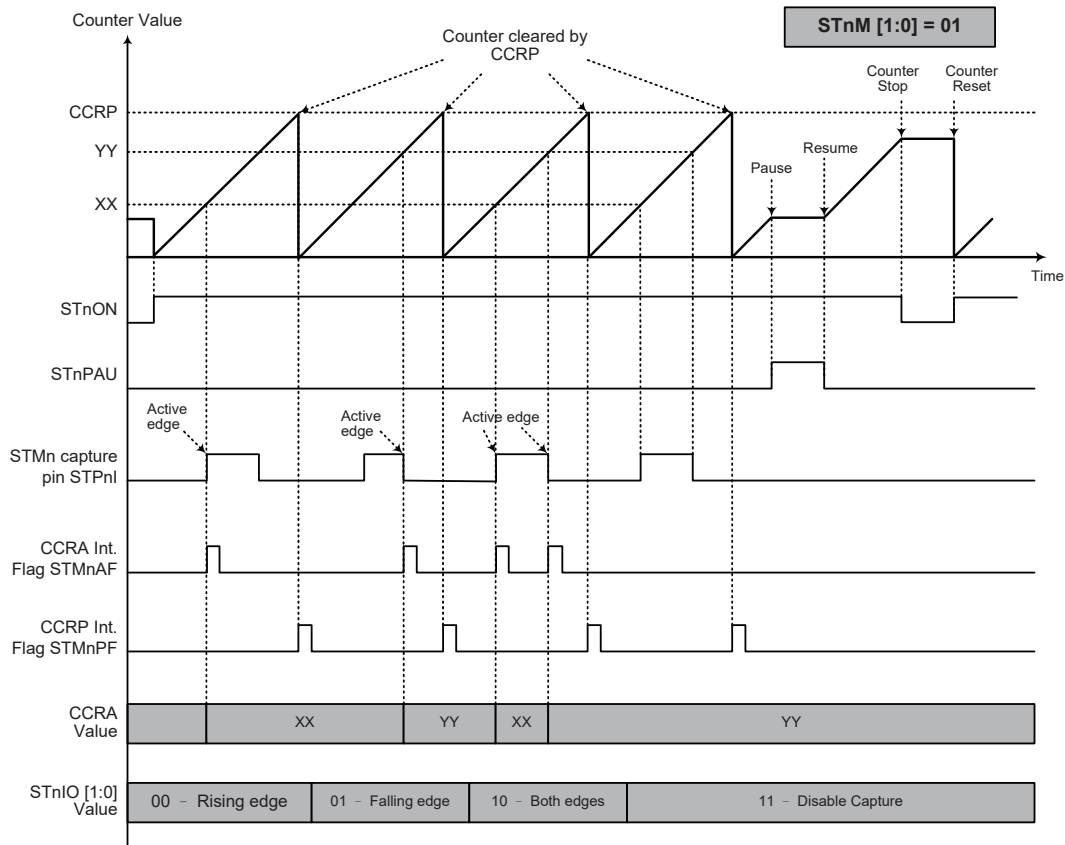 Counter Value
STnM [1:0] = 01
Counter cleared by
CCRP
Counter
Stop
Counter
Reset
CCRP
YY
XX
Pause
Resume
Time
STnON
STnPAU
Active
edge
Active
edge
Active edge
STMn capture
pin STPnI
CCRA Int.
Flag STMnAF
CCRP Int.
Flag STMnPF
CCRA
Value
XX
YY
XX
YY
STnIO [1:0]
Value
00 – Rising edge
01 – Falling edge
10 – Both edges
11 – Disable Capture